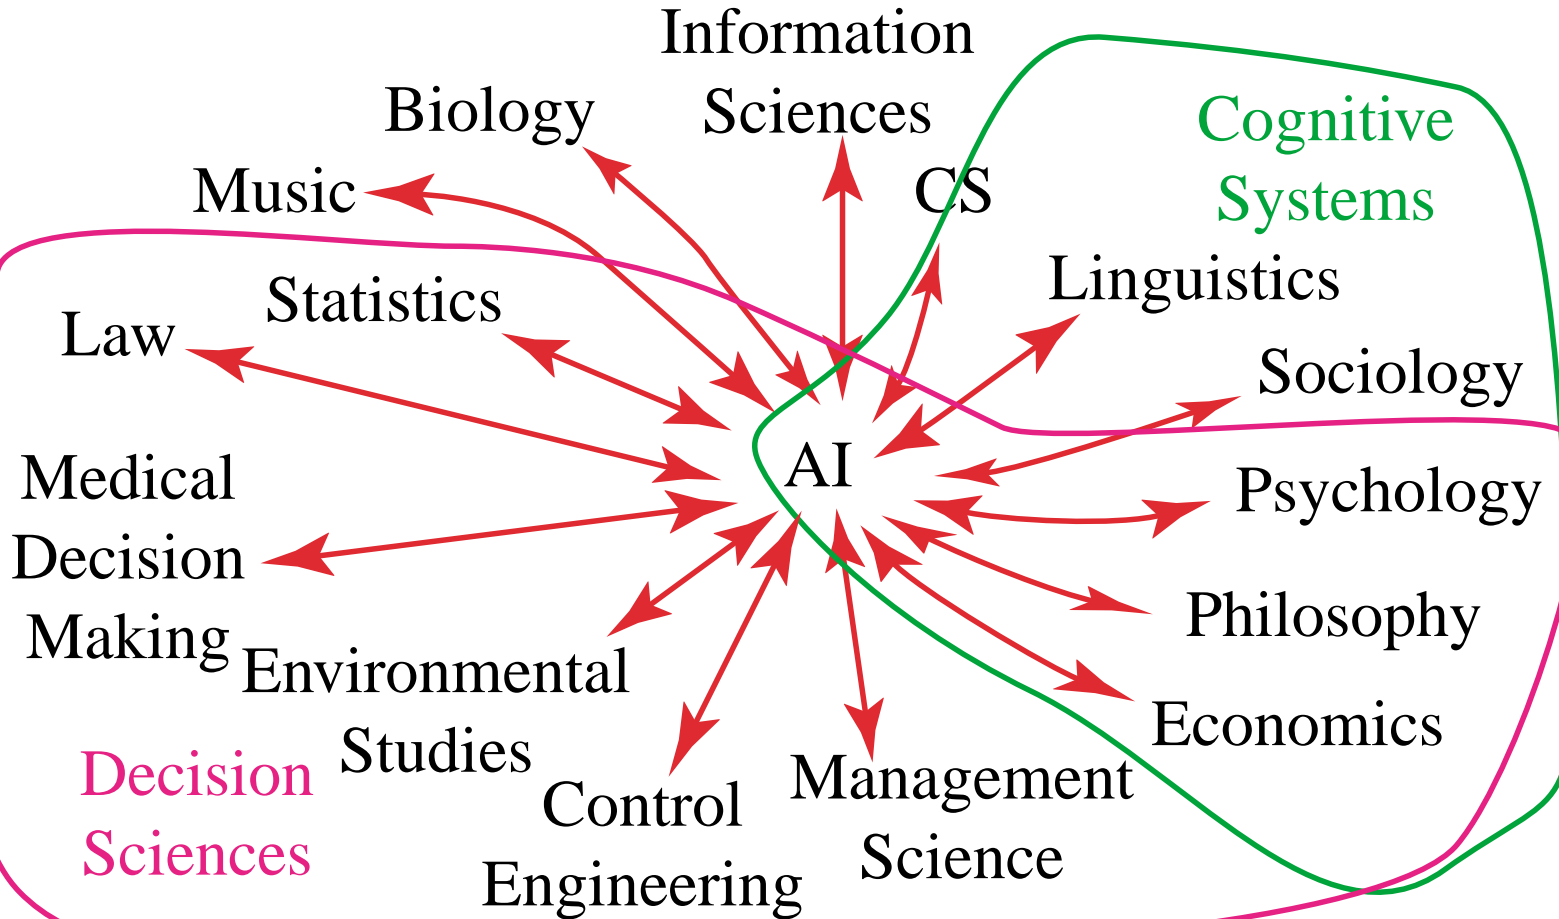 Information
Sciences
Biology
Cognitive
Systems
Music
CS
Statistics
Linguistics
Law
Sociology
Medical
Decision
Making
AI
Psychology
Philosophy
Environmental
Studies
Economics
Decision
Sciences
Control
Engineering
Management
Science